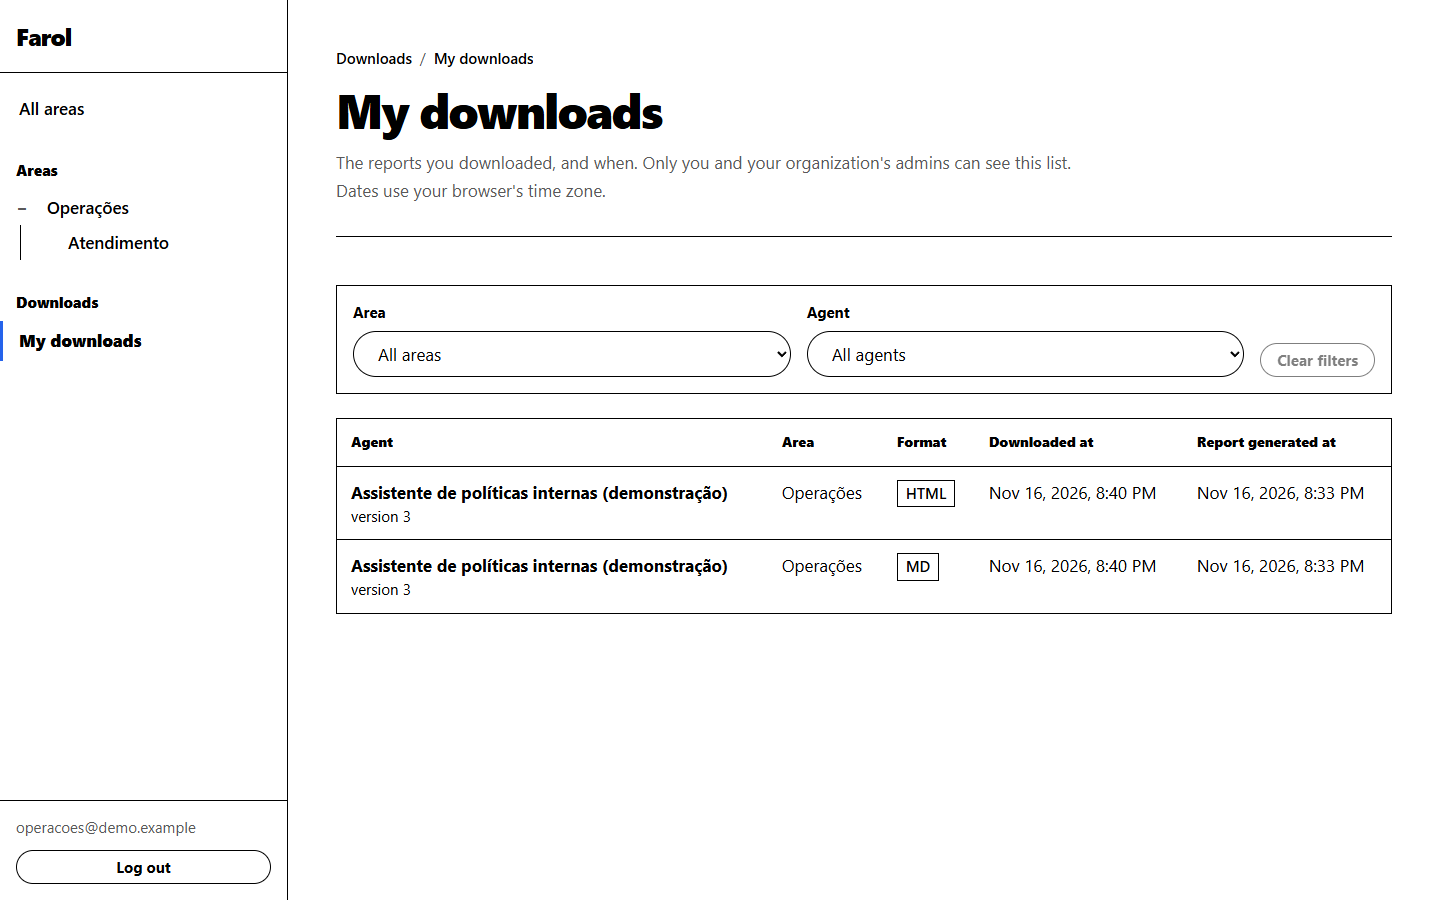 Farol
All areas
Areas
– Operações
Atendimento
Downloads
My downloads
operacoes@demo.example
Log out
Downloads / My downloads
My downloads
The reports you downloaded, and when. Only you and your organization's admins can see this list.
Dates use your browser's time zone.
Area Agent
All areas All agents Clear filters
Agent Area Format Downloaded at Report generated at
Assistente de políticas internas (demonstração) Operações HTML Nov 16, 2026, 8:40 PM Nov 16, 2026, 8:33 PM
version 3
Assistente de políticas internas (demonstração) Operações MD Nov 16, 2026, 8:40 PM Nov 16, 2026, 8:33 PM
version 3